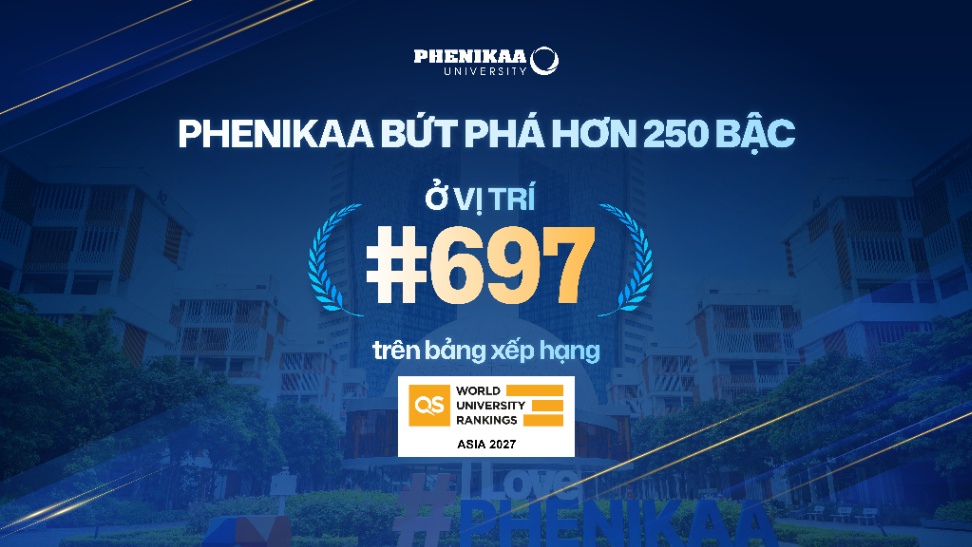 PHENIKAA
UNIVERSITY
PHENIKAA BỨT PHÁ HƠN 250 BẬC
Ở VỊ TRÍ
#697
trên bảng xếp hạng
QS
WORLD
UNIVERSITY
RANKINGS
ASIA 2027
I Love
#PHENIKAA